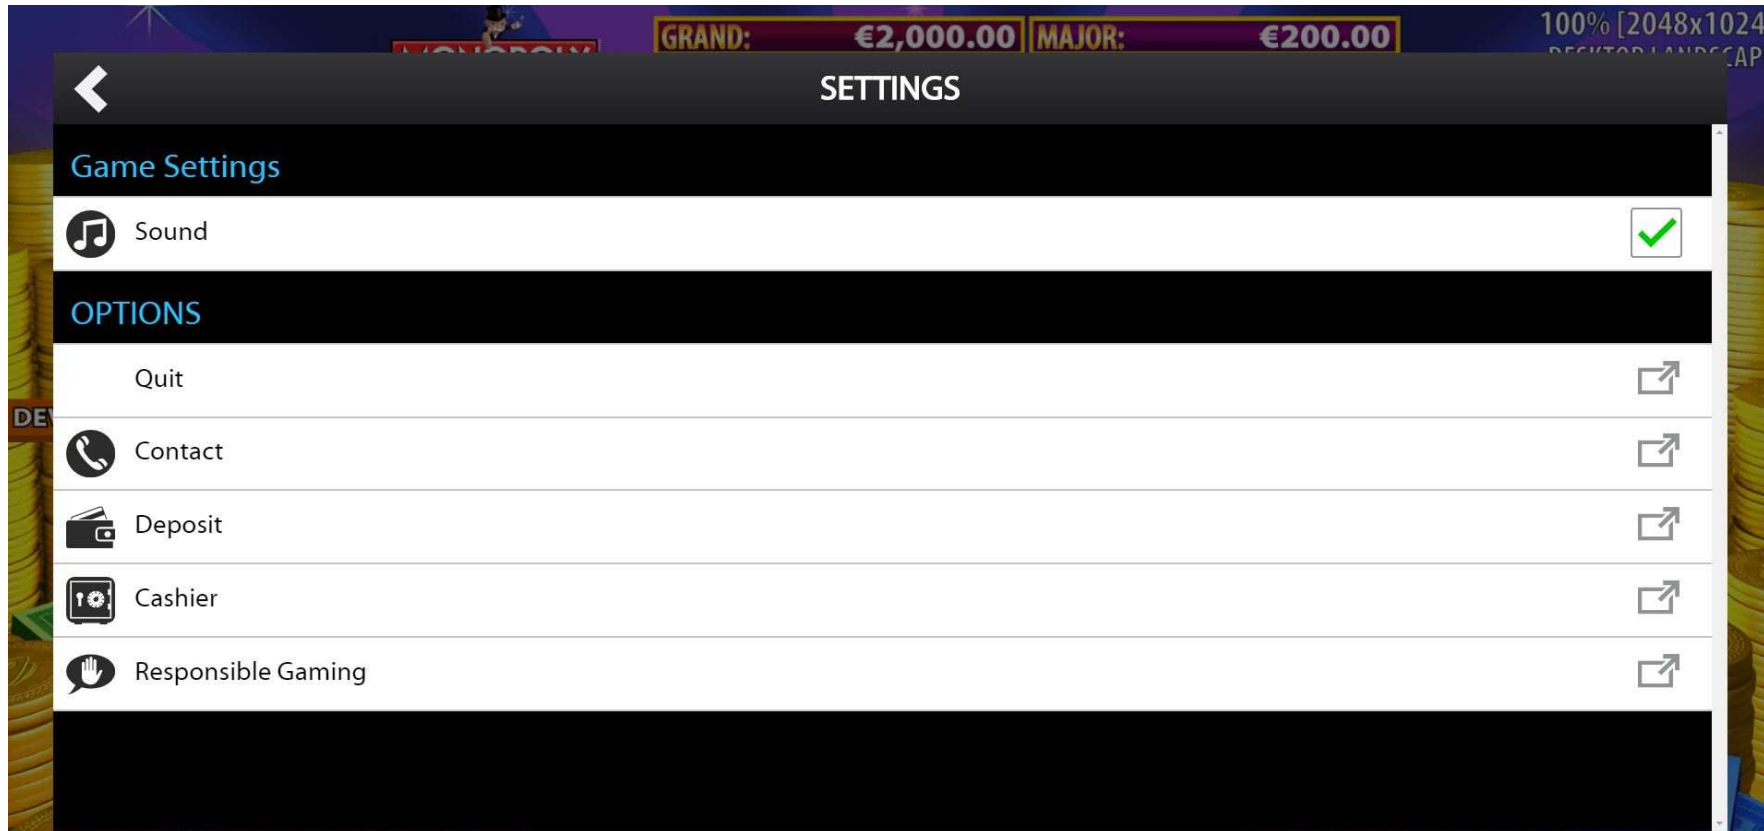 GRAND: €2,000.00 MAJOR: €200.00
100% [2048x1024
MONOPOLY
SETTINGS
Game Settings
Sound
OPTIONS
Quit
Contact
Deposit
Cashier
Responsible Gaming